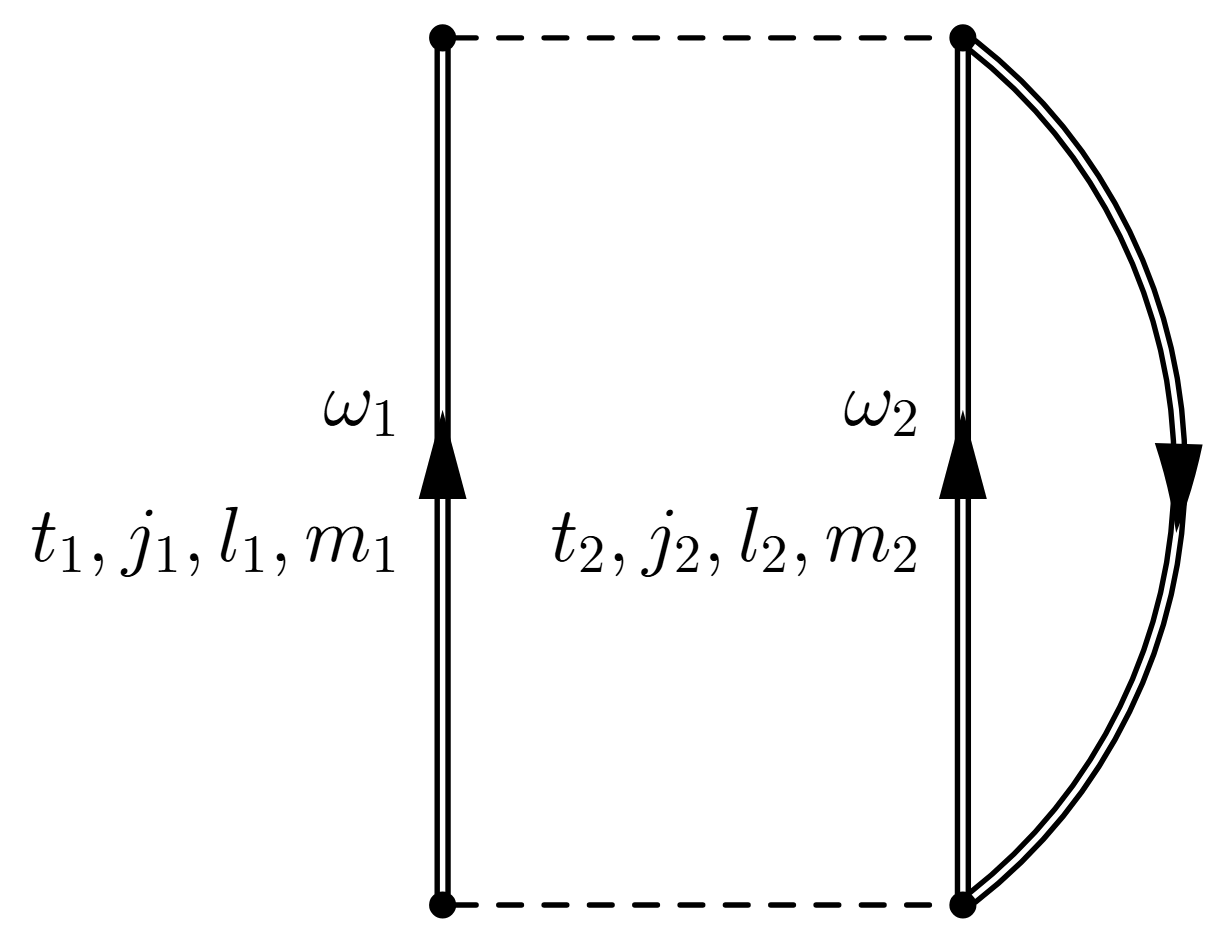 ω₁ ω₂
t₁, j₁, l₁, m₁ t₂, j₂, l₂, m₂